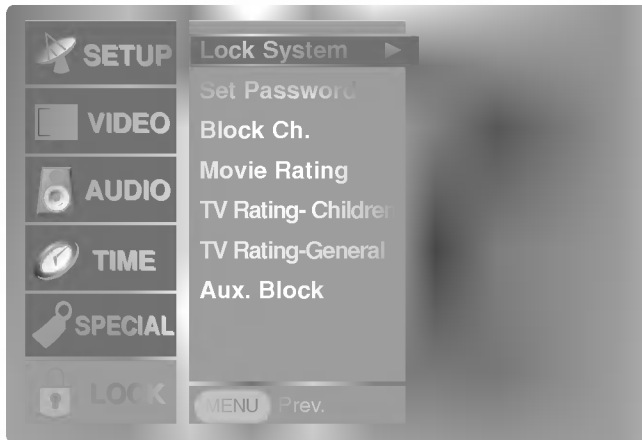 SETUP
VIDEO
AUDIO
TIME
SPECIAL
LOCK
Lock System
Set Password
Block Ch.
Movie Rating
TV Rating- Children
TV Rating-General
Aux. Block
MENU Prev.